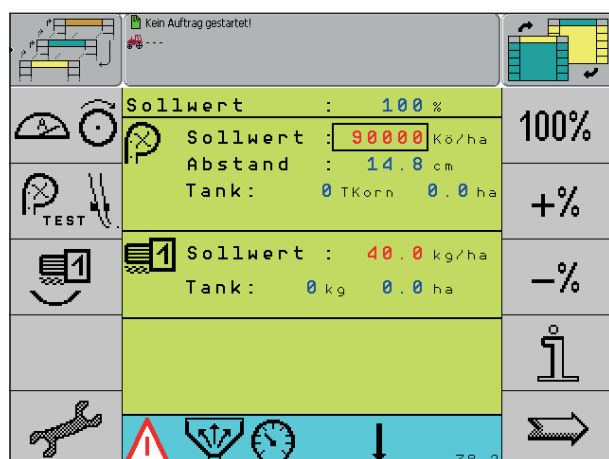 Kein Auftrag gestartet!
---
Sollwert : 100 %
Sollwert : 90000 Kö/ha
Abstand : 14.8 cm
Tank: 0 TKorn 0.0 ha
1 Sollwert : 40.0 kg/ha
Tank: 0 kg 0.0 ha
TEST
1
100%
+%
-%
i